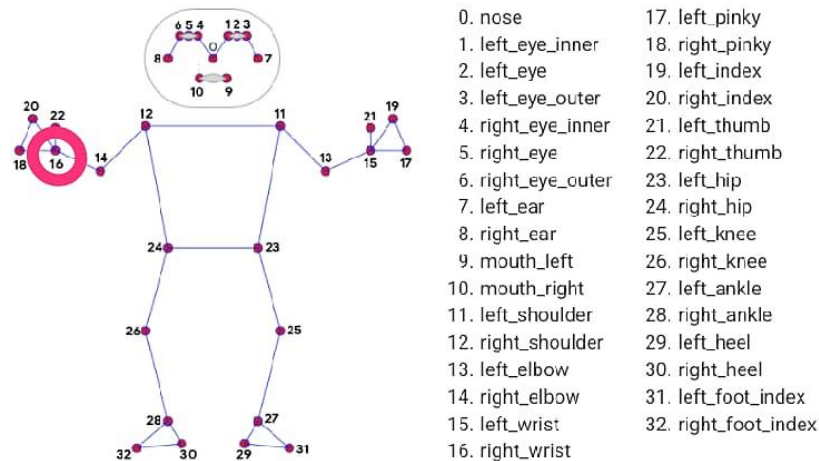 6 5 4 1 2 3
0
8 7
10 9
20 22 12 11 21 19
18 16 14 13 15 17
24 23
26 25
28 27
32 30 29 31
0. nose
1. left_eye_inner
2. left_eye
3. left_eye_outer
4. right_eye_inner
5. right_eye
6. right_eye_outer
7. left_ear
8. right_ear
9. mouth_left
10. mouth_right
11. left_shoulder
12. right_shoulder
13. left_elbow
14. right_elbow
15. left_wrist
16. right_wrist
17. left_pinky
18. right_pinky
19. left_index
20. right_index
21. left_thumb
22. right_thumb
23. left_hip
24. right_hip
25. left_knee
26. right_knee
27. left_ankle
28. right_ankle
29. left_heel
30. right_heel
31. left_foot_index
32. right_foot_index